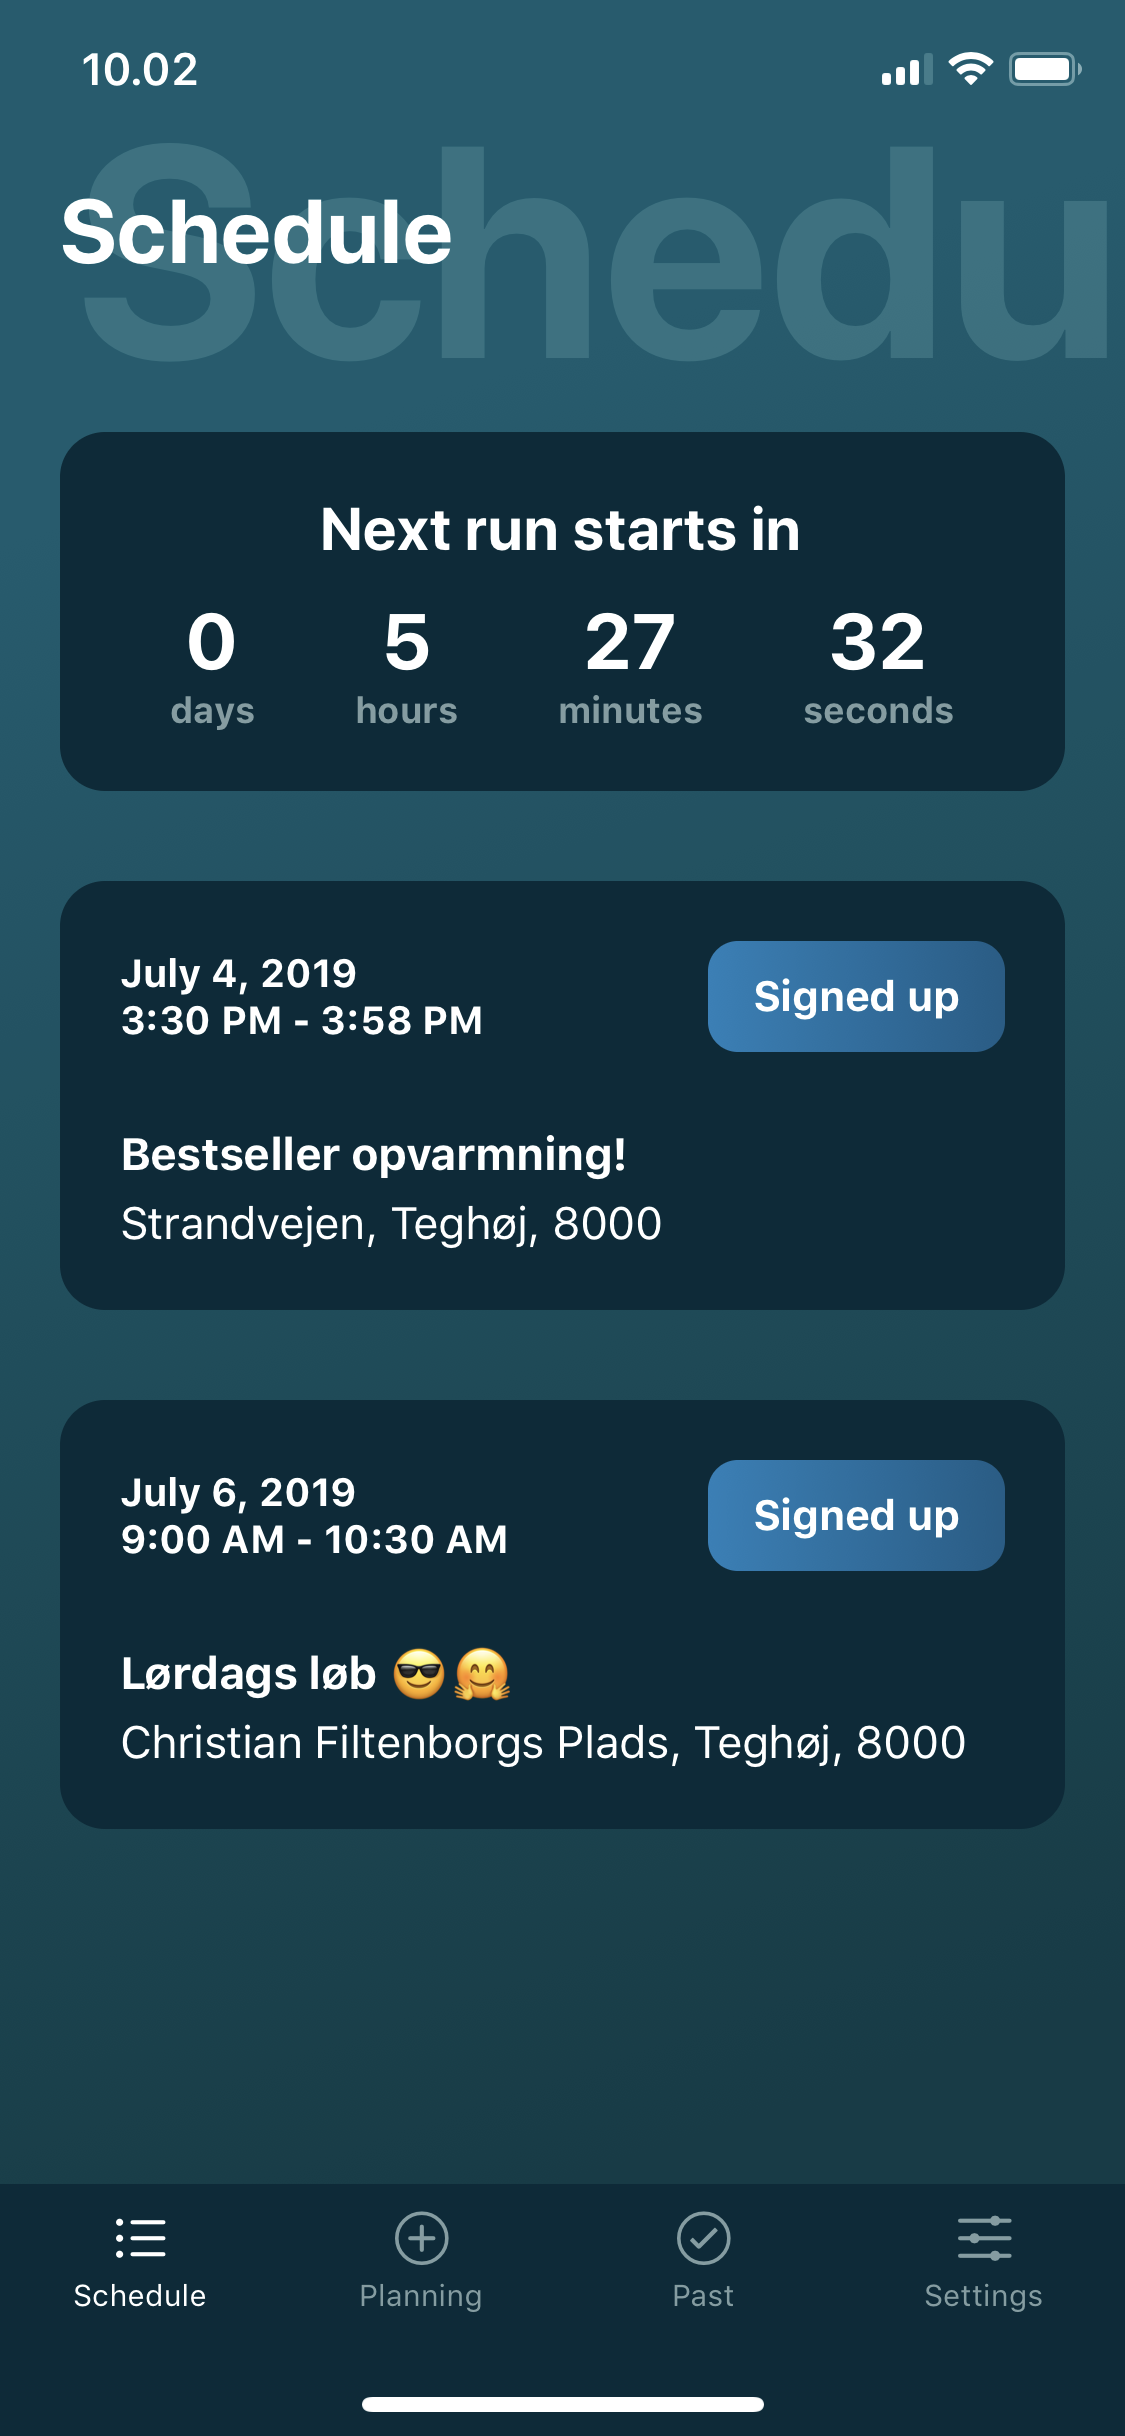 10.02
Schedu
Schedule
Next run starts in
0 5 27 32
days hours minutes seconds
July 4, 2019
3:30 PM - 3:58 PM
Signed up
Bestseller opvarmning!
Strandvejen, Teghøj, 8000
July 6, 2019
9:00 AM - 10:30 AM
Signed up
Lørdags løb 😎🤗
Christian Filtenborgs Plads, Teghøj, 8000
Schedule Planning Past Settings